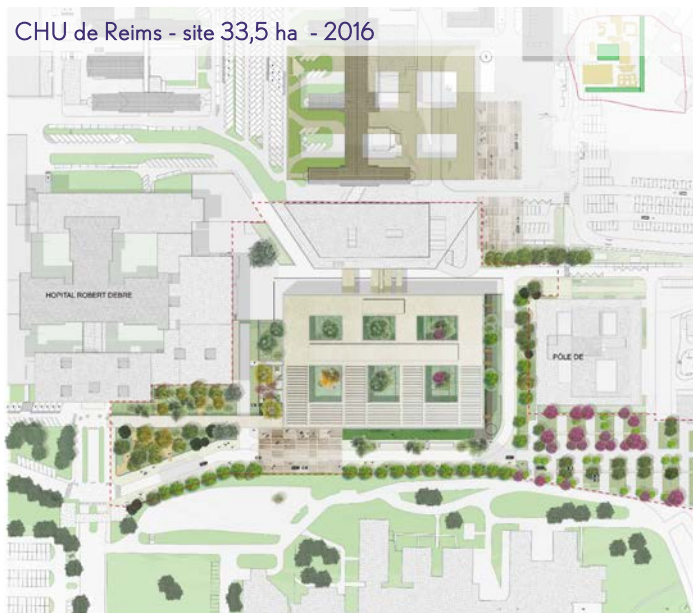 CHU de Reims - site 33,5 ha - 2016
HOPITAL ROBERT DEBRE
PÔLE DE